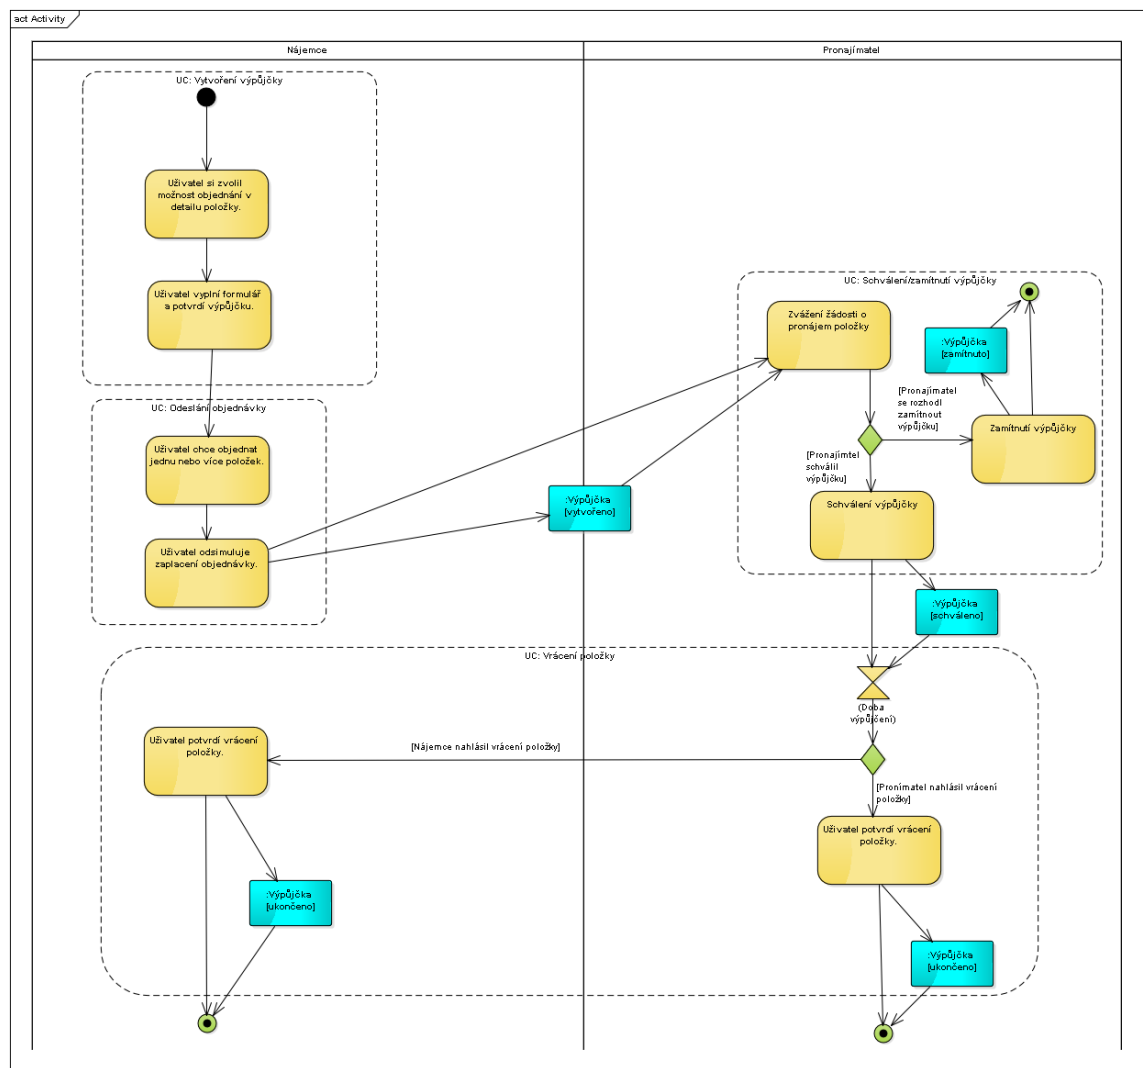 act Activity
Nájemce
Pronajímatel
UC: Vytvoření výpůjčky
Uživatel si zvolil
možnost objednání v
detailu položky.
Uživatel vyplní formulář
a potvrdí výpůjčku.
UC: Odeslání objednávky
Uživatel chce objednat
jednu nebo více položek.
Uživatel odsimuluje
zaplacení objednávky.
:Výpůjčka
[vytvořeno]
UC: Schválení/zamítnutí výpůjčky
Zvážení žádosti o
pronájem položky
:Výpůjčka
[zamítnuto]
[Pronajímatel
se rozhodl
zamítnout
výpůjčku]
Zamítnutí výpůjčky
[Pronajímtel
schválil
výpůjčku]
Schválení výpůjčky
:Výpůjčka
[schváleno]
UC: Vrácení položky
(Doba
výpůjčení)
[Nájemce nahlásil vrácení položky]
Uživatel potvrdí vrácení
položky.
[Pronímatel nahlásil vrácení
položky]
Uživatel potvrdí vrácení
položky.
:Výpůjčka
[ukončeno]
:Výpůjčka
[ukončeno]